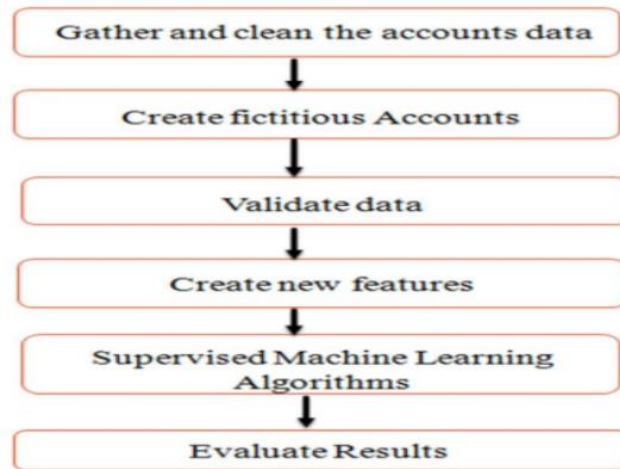 Gather and clean the accounts data
Create fictitious Accounts
Validate data
Create new features
Supervised Machine Learning
Algorithms
Evaluate Results